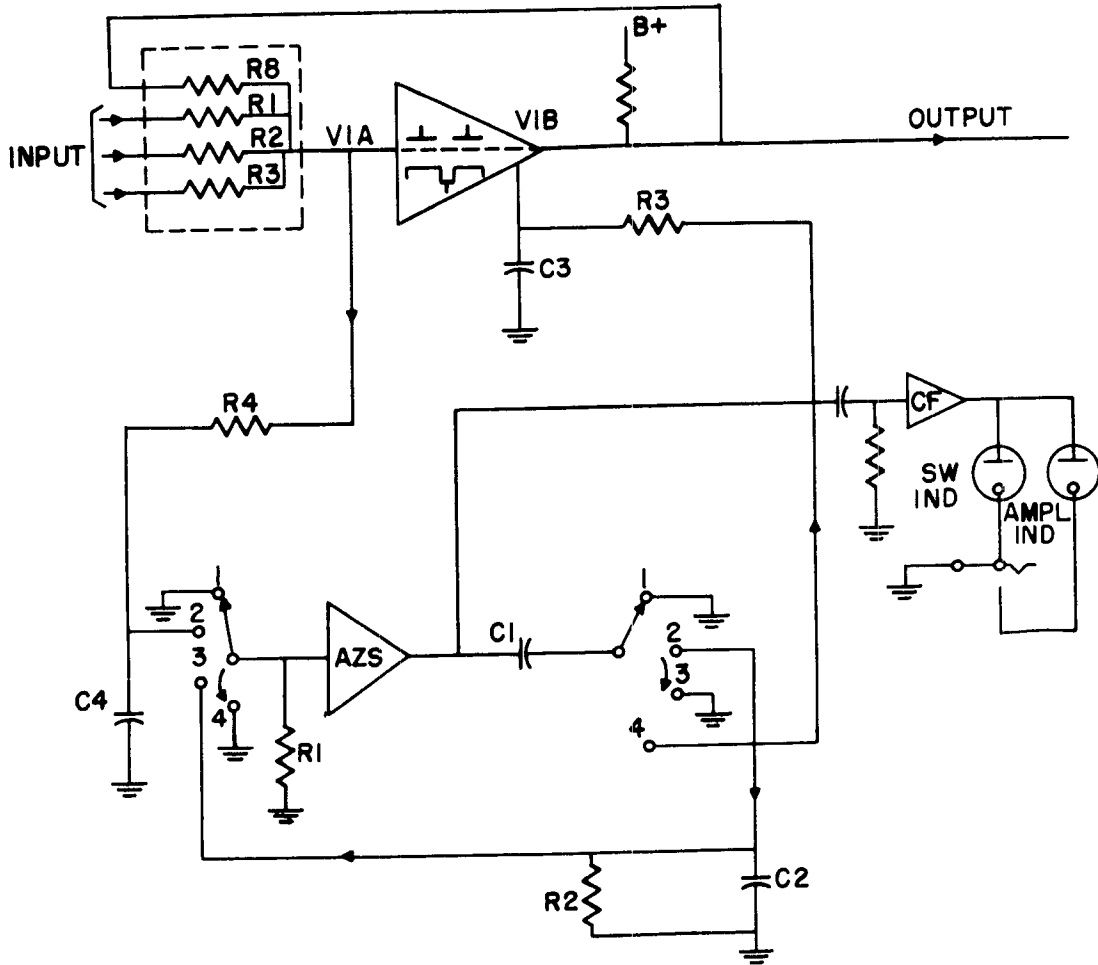 B+
R8
R1
V1A
V1B
OUTPUT
INPUT
R2
R3
R3
C3
R4
CF
SW
IND
AMPL
IND
1
2
3
4
C4
AZS
R1
C1
1
2
3
4
R2
C2